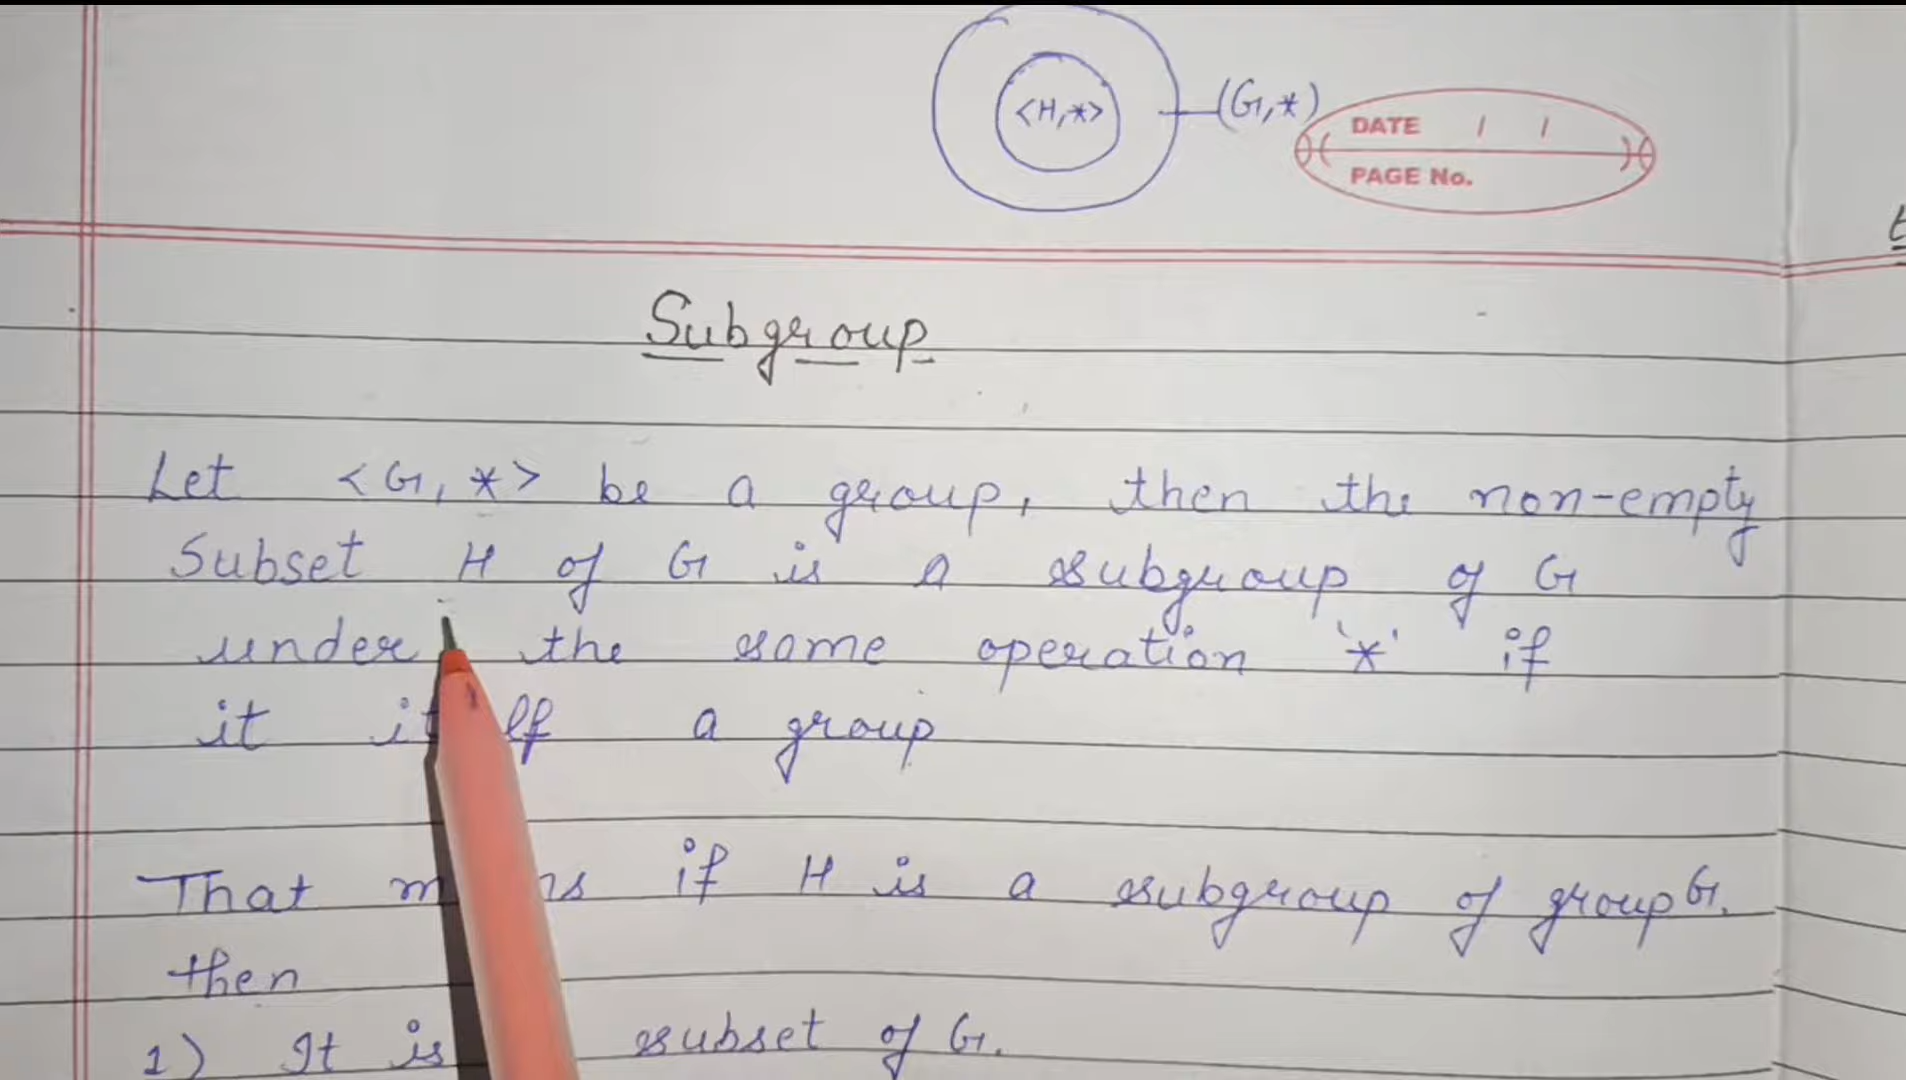 <H,*>
(G,*)
DATE / /
PAGE No.
Subgroup
Let <G, *> be a group, then the non-empty
Subset H of G is a subgroup of G
under the same operation '*' if
it a group
That if H is a subgroup of group G.
then
1) It is subset of G.